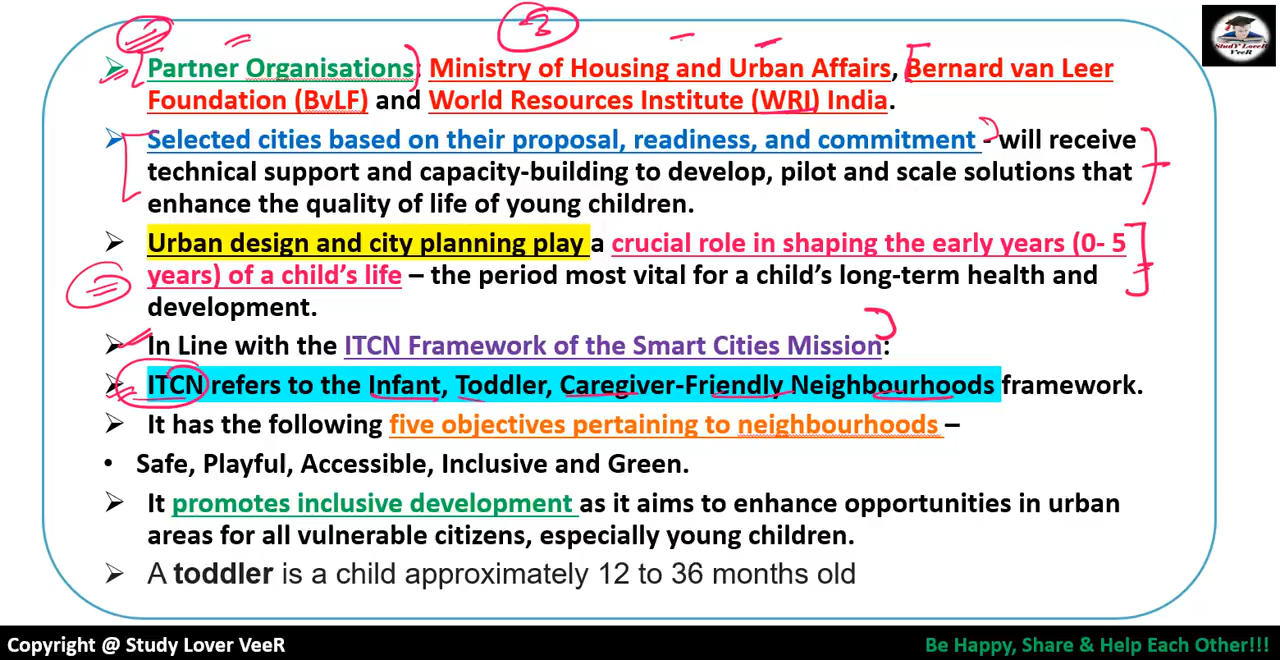 3
StudY LoveR
VeeR
➢ Partner Organisations; Ministry of Housing and Urban Affairs, Bernard van Leer
Foundation (BvLF) and World Resources Institute (WRI) India.
➢ Selected cities based on their proposal, readiness, and commitment - will receive
technical support and capacity-building to develop, pilot and scale solutions that
enhance the quality of life of young children.
➢ Urban design and city planning play a crucial role in shaping the early years (0- 5
years) of a child’s life – the period most vital for a child’s long-term health and
development.
➢ In Line with the ITCN Framework of the Smart Cities Mission:
➢ ITCN refers to the Infant, Toddler, Caregiver-Friendly Neighbourhoods framework.
➢ It has the following five objectives pertaining to neighbourhoods –
• Safe, Playful, Accessible, Inclusive and Green.
➢ It promotes inclusive development as it aims to enhance opportunities in urban
areas for all vulnerable citizens, especially young children.
➢ A toddler is a child approximately 12 to 36 months old
Copyright @ Study Lover VeeR
Be Happy, Share & Help Each Other!!!